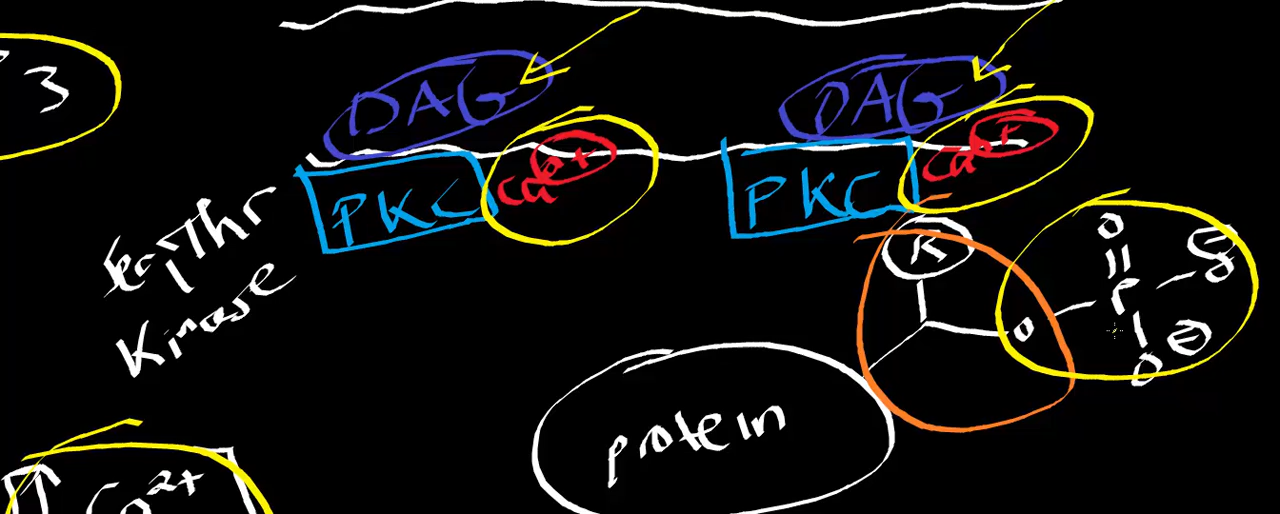 3
DAG DAG
PKC Ca2+ PKC Ca2+
Ser/Thr
Kinase
R
O
O P O ⊖
O ⊖
protein
↑ Ca2+